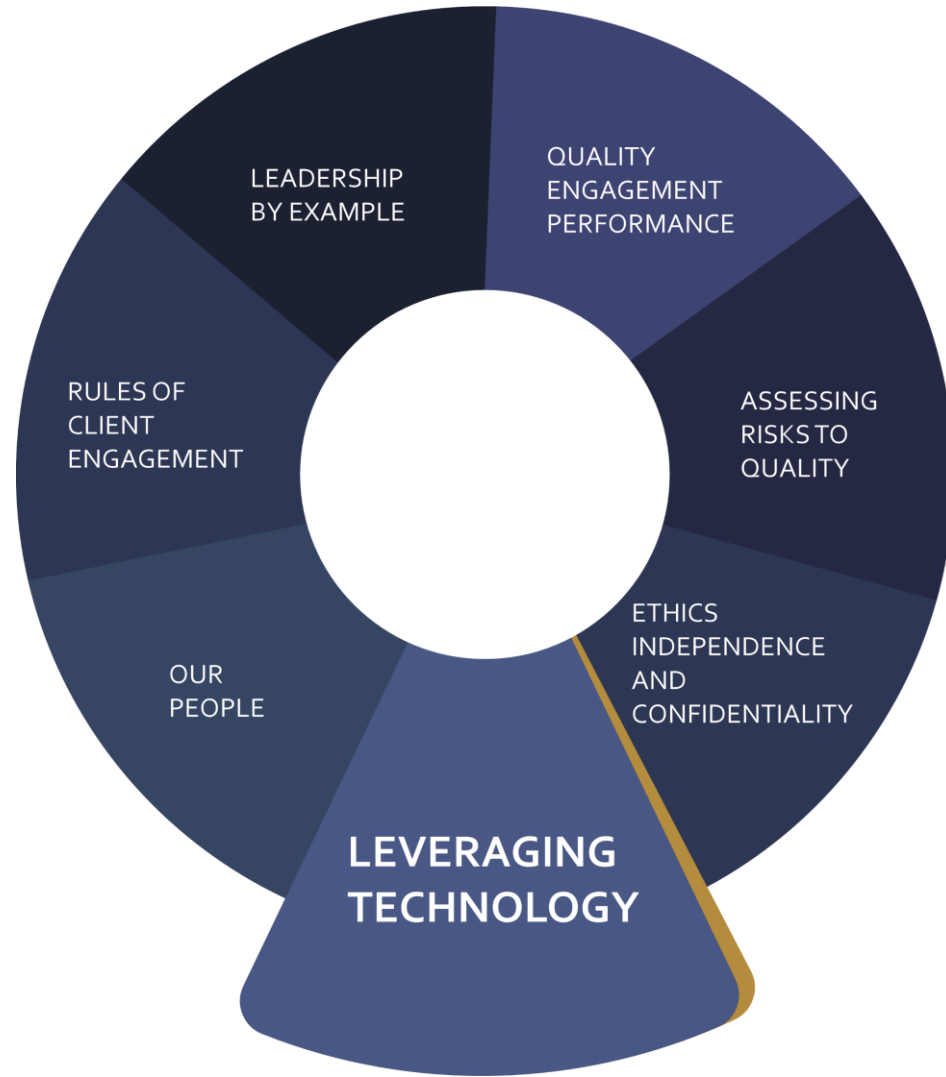 LEADERSHIP
BY EXAMPLE
QUALITY
ENGAGEMENT
PERFORMANCE
ASSESSING
RISKS TO
QUALITY
ETHICS
INDEPENDENCE
AND
CONFIDENTIALITY
LEVERAGING
TECHNOLOGY
OUR
PEOPLE
RULES OF
CLIENT
ENGAGEMENT